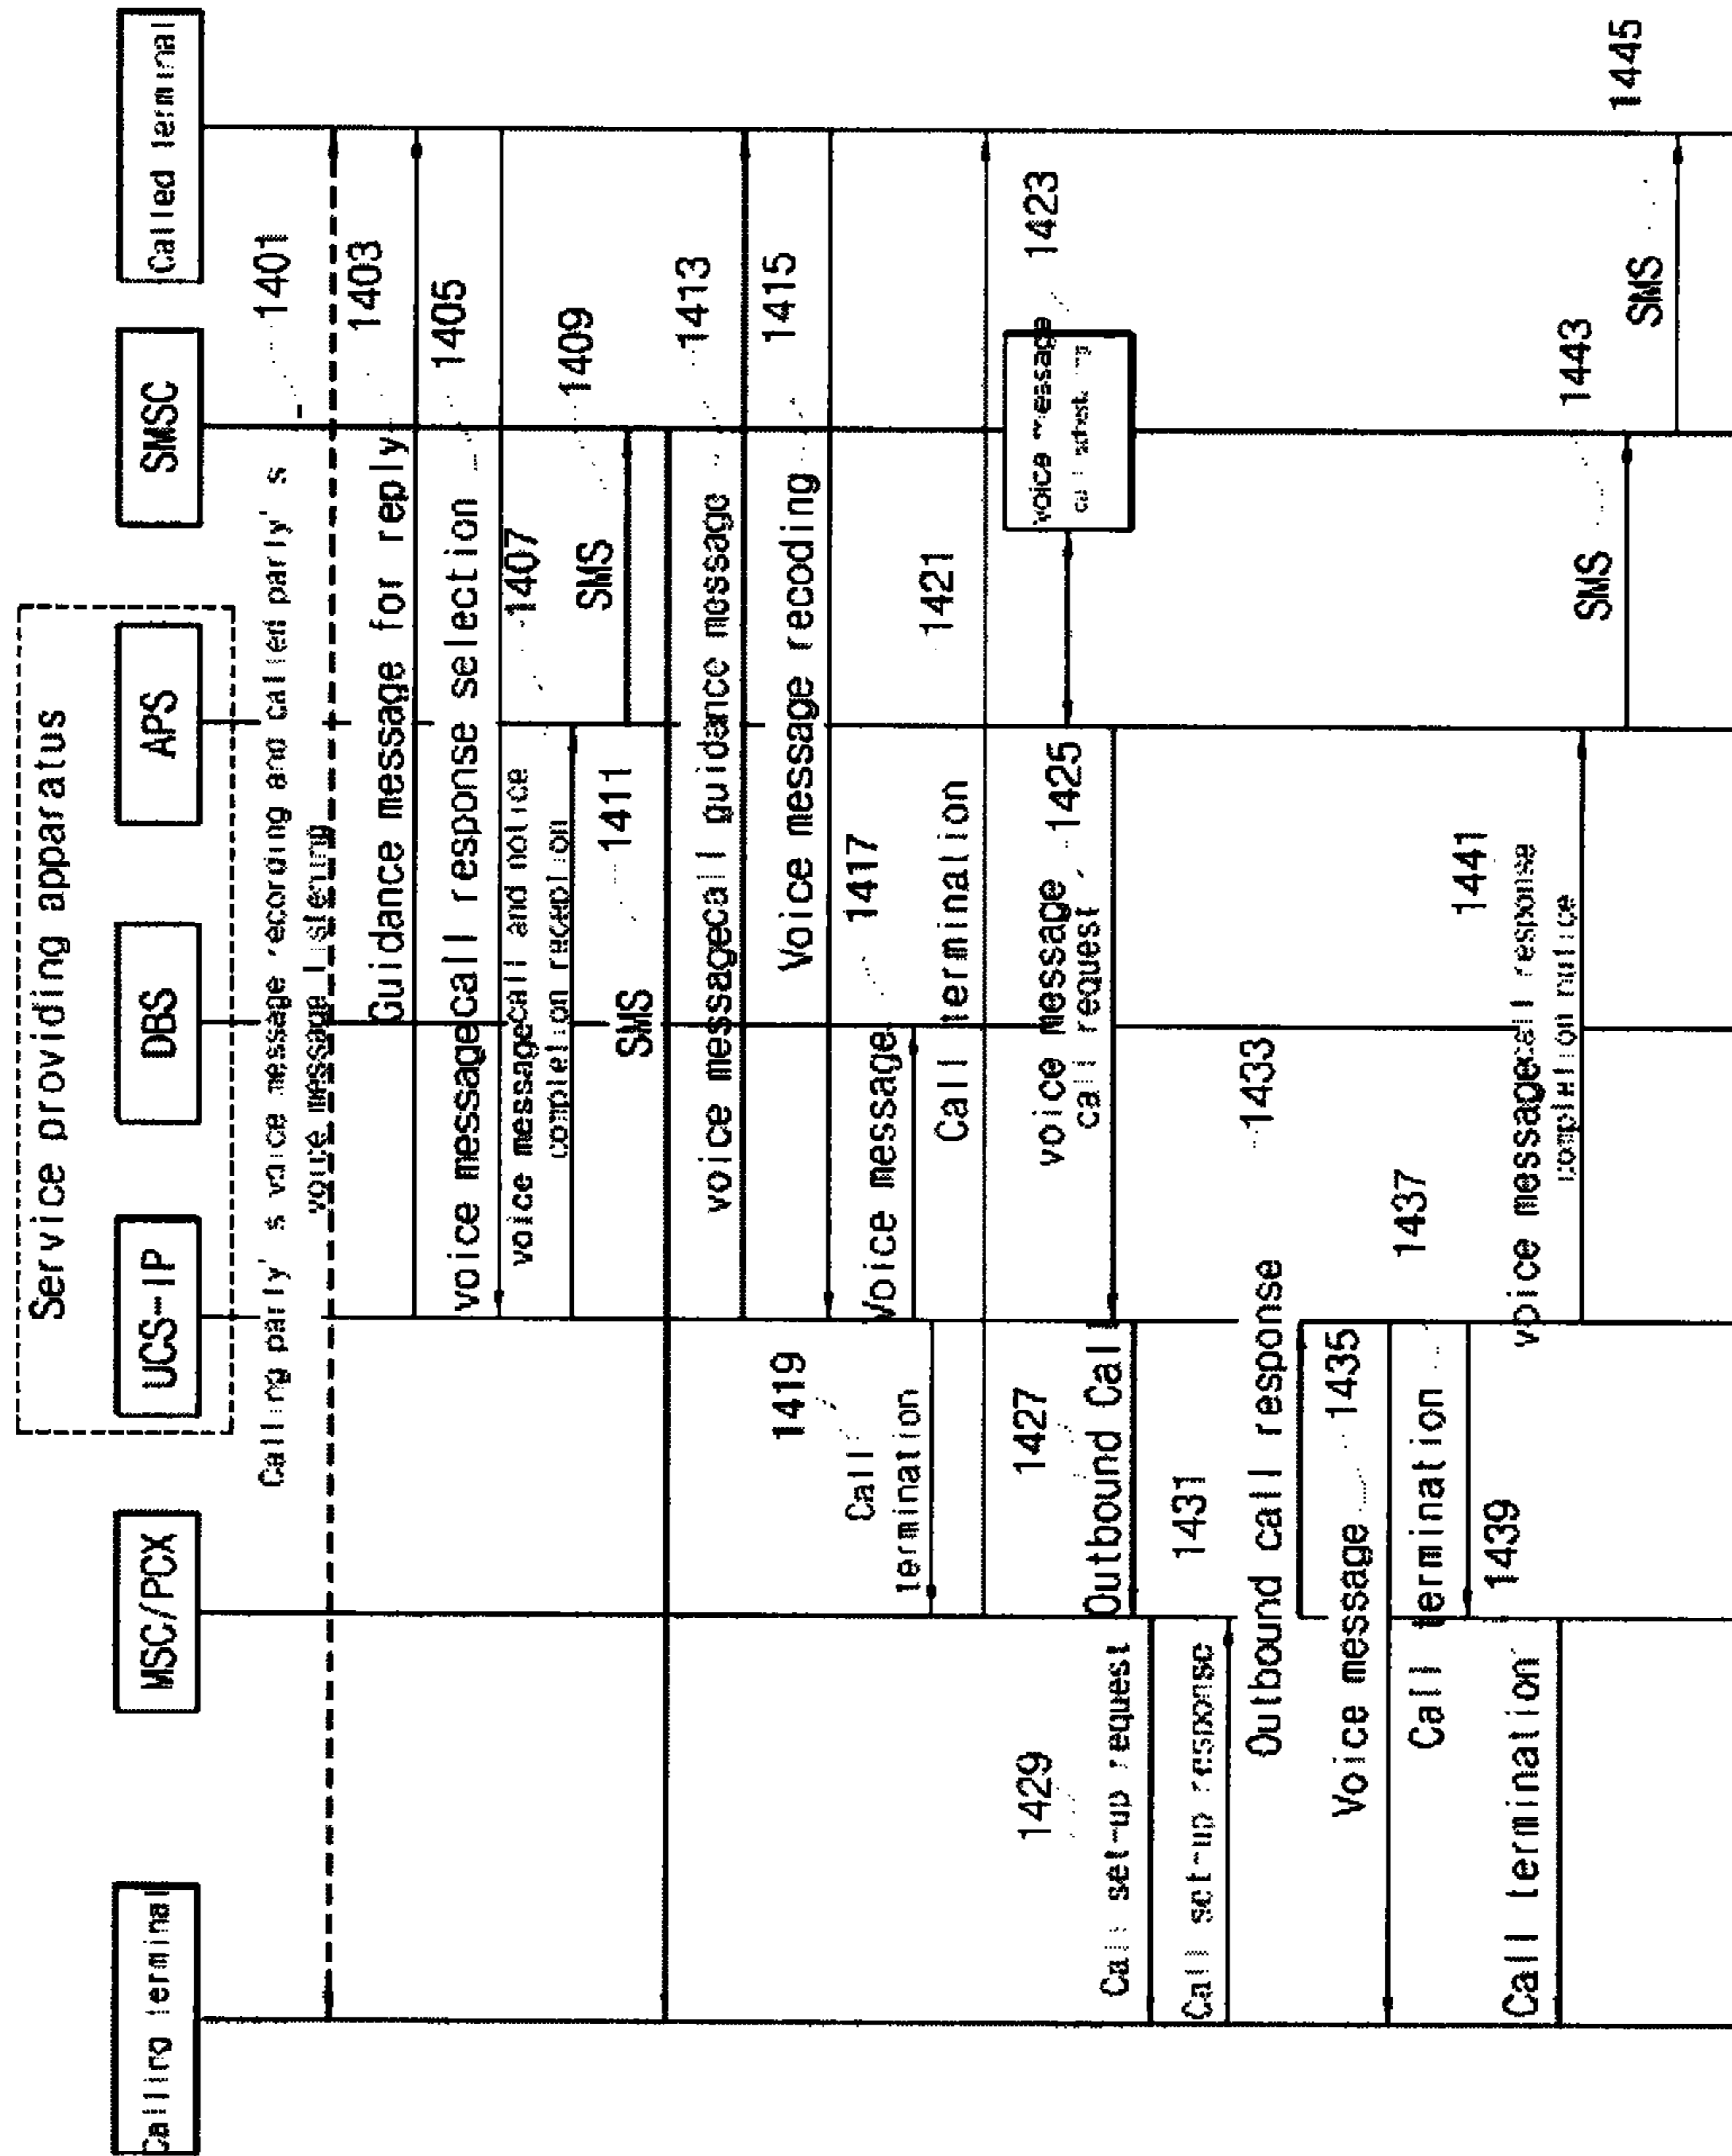 Service providing apparatus
Calling terminal
MSC/PCX
UCS-IP
DBS
APS
SMSC
Called terminal
1401
Calling party's voice message recording and called party's
voice message listening
1403
Guidance message for reply
1405
voice message call response selection
1407
voice message call and notice
completion reception
1409
SMS
1411
SMS
1413
voice message call guidance message
1415
Voice message recoding
1417
Voice message
1419
Call
termination
1421
Call termination
1423
voice message
1425
voice message
call request
1427
Outbound Cal
1429
Call set-up request
1431
Call set-up response
1433
Outbound call response
1435
Voice message
1437
Call termination
1439
Call termination
1441
voice message call response
completion notice
1443
SMS
1445
SMS